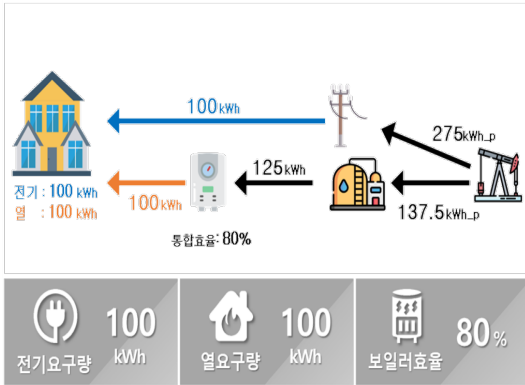 100kWh
275kWh_p
125kWh
전기 : 100 kWh
열 : 100 kWh
100kWh
137.5kWh_p
통합효율: 80%
전기요구량 100 kWh
열요구량 100 kWh
보일러효율 80 %